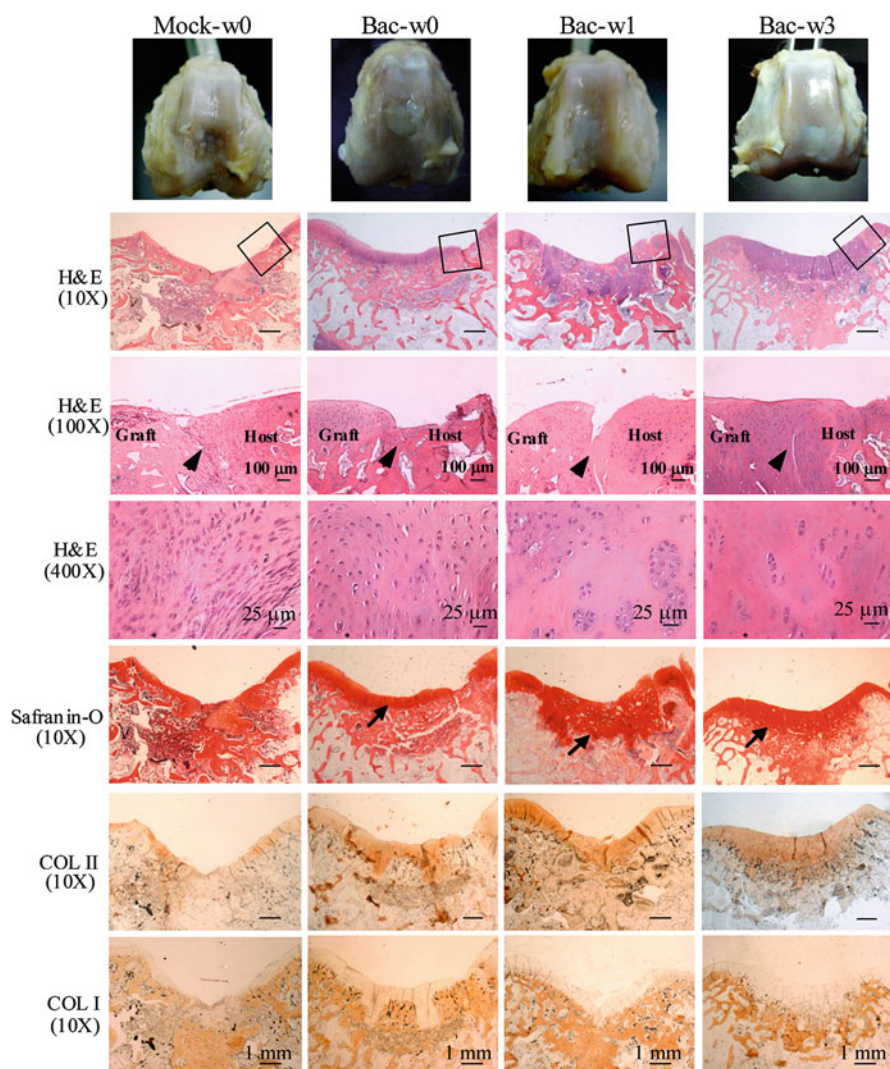 Mock-w0 Bac-w0 Bac-w1 Bac-w3
H&E
(10X)
H&E
(100X)
Graft Host
100 μm
Graft Host
100 μm
Graft Host
100 μm
Graft Host
100 μm
H&E
(400X)
25 μm 25 μm 25 μm 25 μm
Safranin-O
(10X)
COL II
(10X)
COL I
(10X)
1 mm 1 mm 1 mm 1 mm